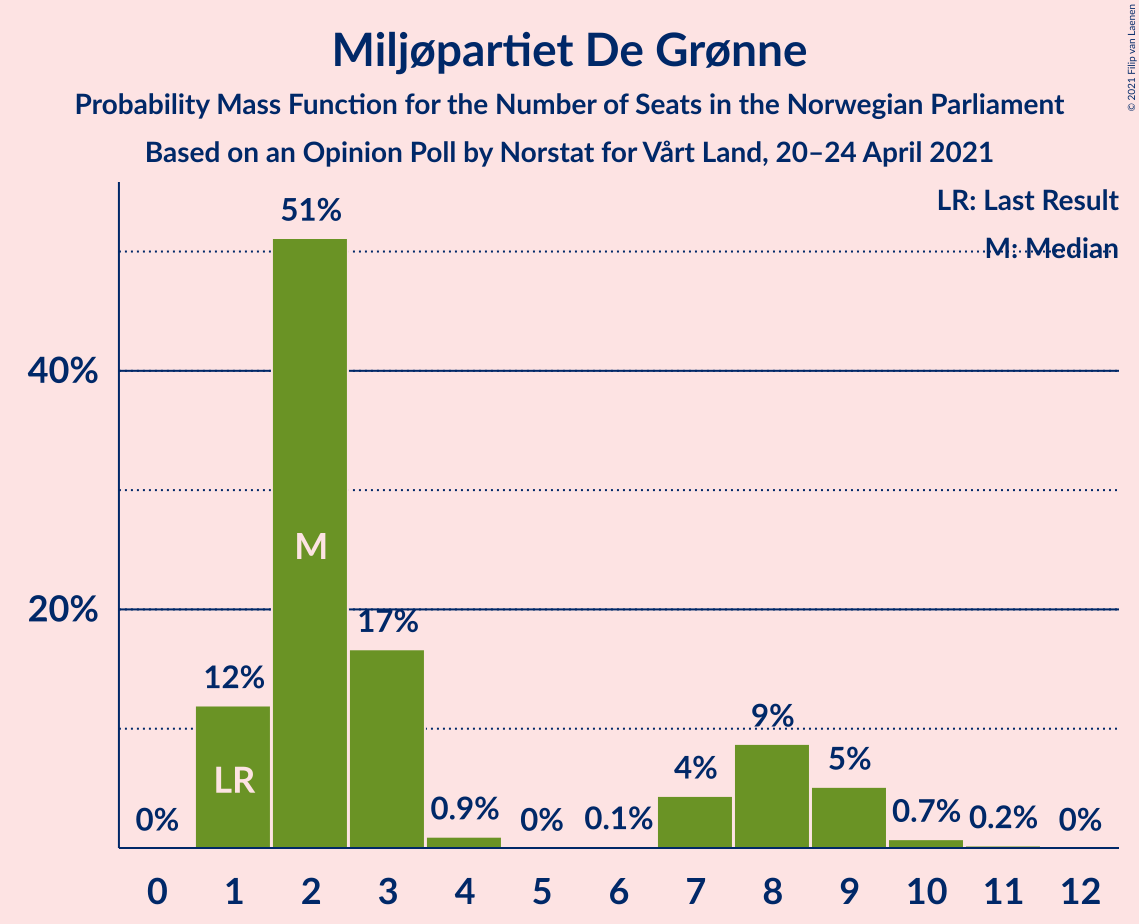 Miljøpartiet De Grønne
Probability Mass Function for the Number of Seats in the Norwegian Parliament
Based on an Opinion Poll by Norstat for Vårt Land, 20–24 April 2021
© 2021 Filip van Laenen
LR: Last Result
M: Median
40%
20%
0%
12%
51%
17%
0.9%
0%
0.1%
4%
9%
5%
0.7%
0.2%
0%
LR
M
0 1 2 3 4 5 6 7 8 9 10 11 12